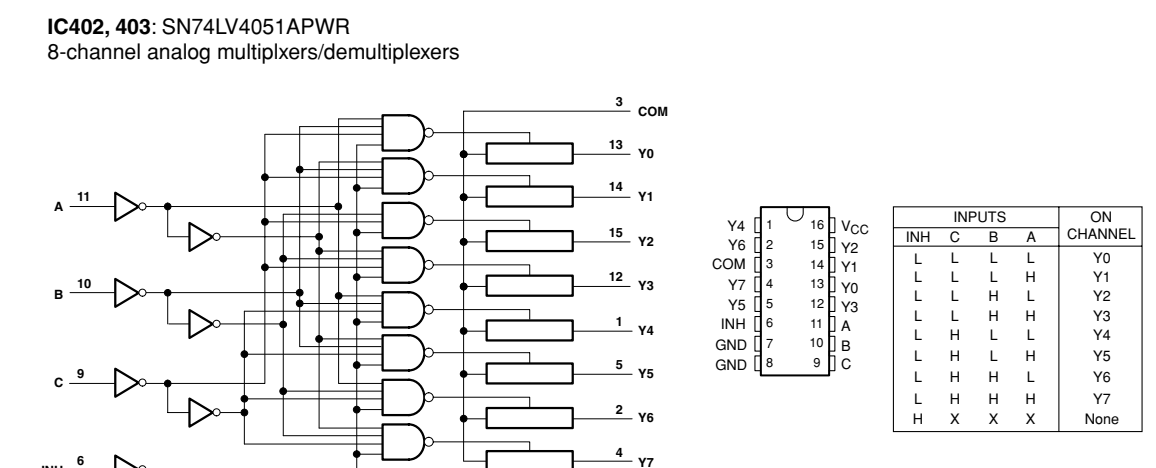 IC402, 403: SN74LV4051APWR
8-channel analog multiplxers/demultiplexers
3 COM
13 Y0
14 Y1
15 Y2
12 Y3
1 Y4
5 Y5
2 Y6
4 Y7
A 11
B 10
C 9
INH 6
Y4 1 16 VCC
Y6 2 15 Y2
COM 3 14 Y1
Y7 4 13 Y0
Y5 5 12 Y3
INH 6 11 A
GND 7 10 B
GND 8 9 C
INPUTS ON CHANNEL
INH C B A
L L L L Y0
L L L H Y1
L L H L Y2
L L H H Y3
L H L L Y4
L H L H Y5
L H H L Y6
L H H H Y7
H X X X None